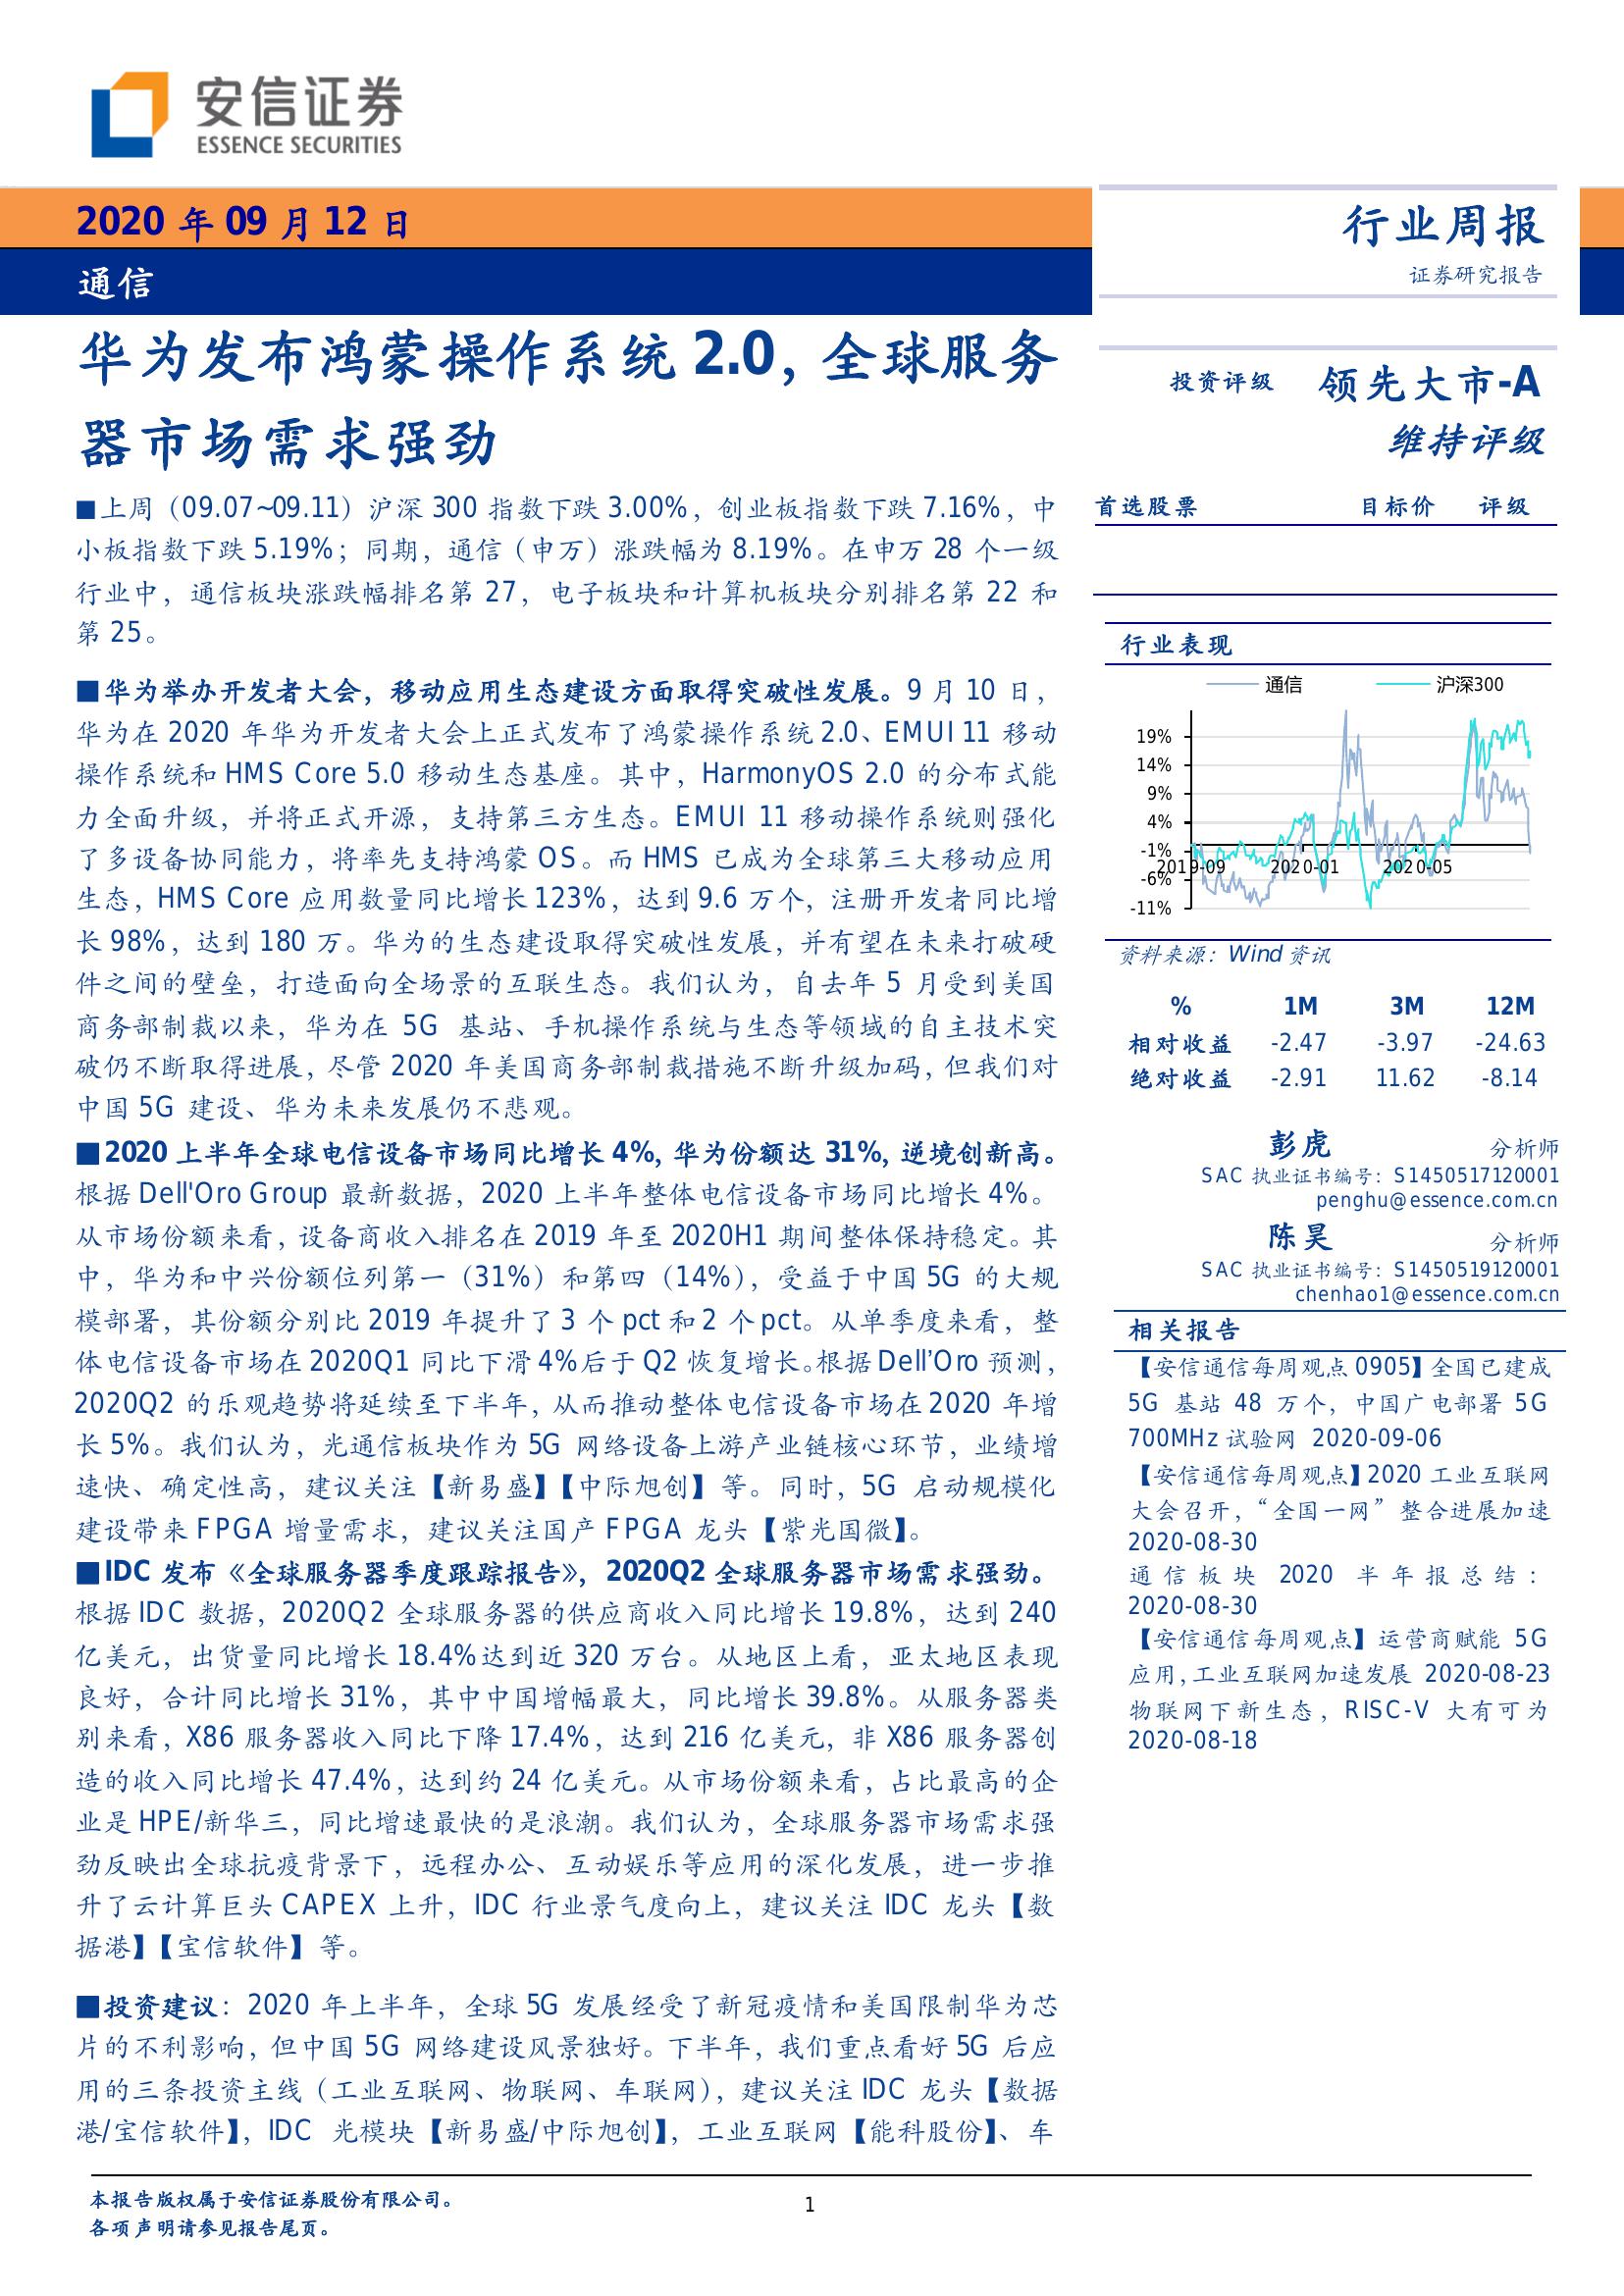 安信证券
ESSENCE SECURITIES
2020 年 09 月 12 日
通信
行业周报
证券研究报告
华为发布鸿蒙操作系统 2.0，全球服务
器市场需求强劲
■上周（09.07~09.11）沪深 300 指数下跌 3.00%，创业板指数下跌 7.16%，中
小板指数下跌 5.19%；同期，通信（申万）涨跌幅为 8.19%。在申万 28 个一级
行业中，通信板块涨跌幅排名第 27，电子板块和计算机板块分别排名第 22 和
第 25。
■华为举办开发者大会，移动应用生态建设方面取得突破性发展。9 月 10 日，
华为在 2020 年华为开发者大会上正式发布了鸿蒙操作系统 2.0、EMUI 11 移动
操作系统和 HMS Core 5.0 移动生态基座。其中，HarmonyOS 2.0 的分布式能
力全面升级，并将正式开源，支持第三方生态。EMUI 11 移动操作系统则强化
了多设备协同能力，将率先支持鸿蒙 OS。而 HMS 已成为全球第三大移动应用
生态，HMS Core 应用数量同比增长 123%，达到 9.6 万个，注册开发者同比增
长 98%，达到 180 万。华为的生态建设取得突破性发展，并有望在未来打破硬
件之间的壁垒，打造面向全场景的互联生态。我们认为，自去年 5 月受到美国
商务部制裁以来，华为在 5G 基站、手机操作系统与生态等领域的自主技术突
破仍不断取得进展，尽管 2020 年美国商务部制裁措施不断升级加码，但我们对
中国 5G 建设、华为未来发展仍不悲观。
■2020 上半年全球电信设备市场同比增长 4%，华为份额达 31%，逆境创新高。
根据 Dell'Oro Group 最新数据，2020 上半年整体电信设备市场同比增长 4%。
从市场份额来看，设备商收入排名在 2019 年至 2020H1 期间整体保持稳定。其
中，华为和中兴份额位列第一（31%）和第四（14%），受益于中国 5G 的大规
模部署，其份额分别比 2019 年提升了 3 个 pct 和 2 个 pct。从单季度来看，整
体电信设备市场在 2020Q1 同比下滑 4%后于 Q2 恢复增长。根据 Dell’Oro 预测，
2020Q2 的乐观趋势将延续至下半年，从而推动整体电信设备市场在 2020 年增
长 5%。我们认为，光通信板块作为 5G 网络设备上游产业链核心环节，业绩增
速快、确定性高，建议关注【新易盛】【中际旭创】等。同时，5G 启动规模化
建设带来 FPGA 增量需求，建议关注国产 FPGA 龙头【紫光国微】。
■IDC 发布《全球服务器季度跟踪报告》，2020Q2 全球服务器市场需求强劲。
根据 IDC 数据，2020Q2 全球服务器的供应商收入同比增长 19.8%，达到 240
亿美元，出货量同比增长 18.4%达到近 320 万台。从地区上看，亚太地区表现
良好，合计同比增长 31%，其中中国增幅最大，同比增长 39.8%。从服务器类
别来看，X86 服务器收入同比下降 17.4%，达到 216 亿美元，非 X86 服务器创
造的收入同比增长 47.4%，达到约 24 亿美元。从市场份额来看，占比最高的企
业是 HPE/新华三，同比增速最快的是浪潮。我们认为，全球服务器市场需求强
劲反映出全球抗疫背景下，远程办公、互动娱乐等应用的深化发展，进一步推
升了云计算巨头 CAPEX 上升，IDC 行业景气度向上，建议关注 IDC 龙头【数
据港】【宝信软件】等。
■投资建议：2020 年上半年，全球 5G 发展经受了新冠疫情和美国限制华为芯
片的不利影响，但中国 5G 网络建设风景独好。下半年，我们重点看好 5G 后应
用的三条投资主线（工业互联网、物联网、车联网），建议关注 IDC 龙头【数据
港/宝信软件】，IDC 光模块【新易盛/中际旭创】，工业互联网【能科股份】、车
投资评级 领先大市-A
维持评级
首选股票 目标价 评级
行业表现
通信 沪深300
19%
14%
9%
4%
-1%
2019-09 2020-01 2020-05
-6%
-11%
资料来源：Wind 资讯
% 1M 3M 12M
相对收益 -2.47 -3.97 -24.63
绝对收益 -2.91 11.62 -8.14
彭虎 分析师
SAC 执业证书编号：S1450517120001
penghu@essence.com.cn
陈昊 分析师
SAC 执业证书编号：S1450519120001
chenhao1@essence.com.cn
相关报告
【安信通信每周观点 0905】全国已建成
5G 基站 48 万个，中国广电部署 5G
700MHz 试验网 2020-09-06
【安信通信每周观点】2020 工业互联网
大会召开，“全国一网”整合进展加速
2020-08-30
通信板块 2020 半年报总结：
2020-08-30
【安信通信每周观点】运营商赋能 5G
应用，工业互联网加速发展 2020-08-23
物联网下新生态，RISC-V 大有可为
2020-08-18
本报告版权属于安信证券股份有限公司。
各项声明请参见报告尾页。
1